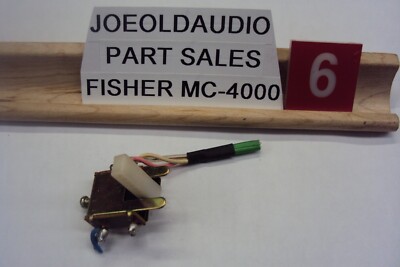 JOEOLDAUDIO
PART SALES
FISHER MC-4000
6